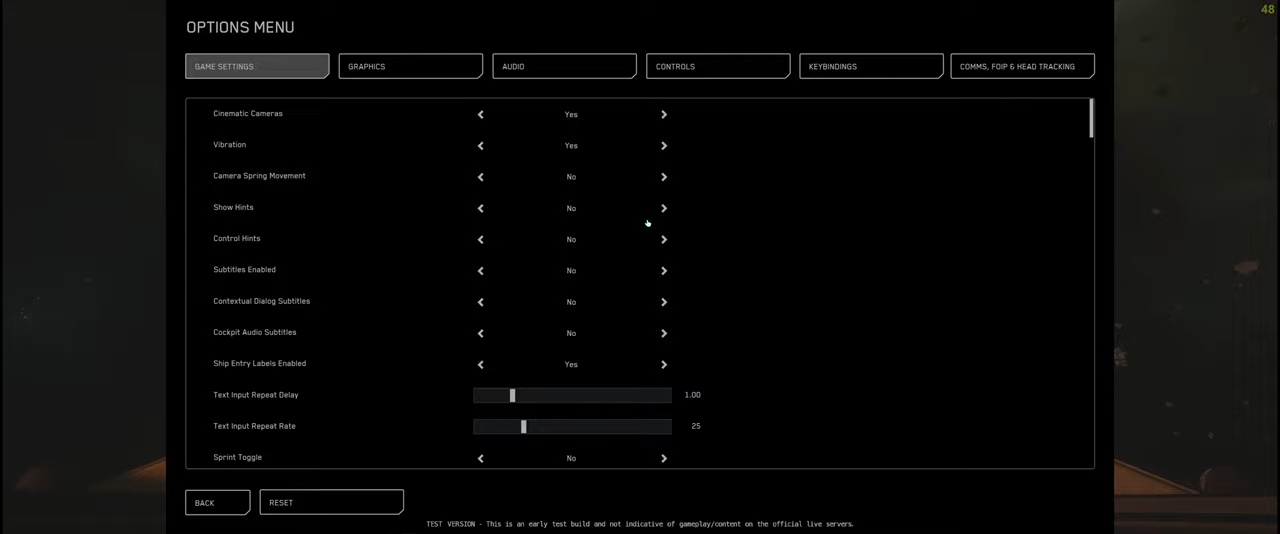 48
OPTIONS MENU
GAME SETTINGS
GRAPHICS
AUDIO
CONTROLS
KEYBINDINGS
COMMS, FOIP & HEAD TRACKING
Cinematic Cameras Yes
Vibration Yes
Camera Spring Movement No
Show Hints No
Control Hints No
Subtitles Enabled No
Contextual Dialog Subtitles No
Cockpit Audio Subtitles No
Ship Entry Labels Enabled Yes
Text Input Repeat Delay 1.00
Text Input Repeat Rate 25
Sprint Toggle No
BACK
RESET
TEST VERSION - This is an early test build and not indicative of gameplay/content on the official live servers.